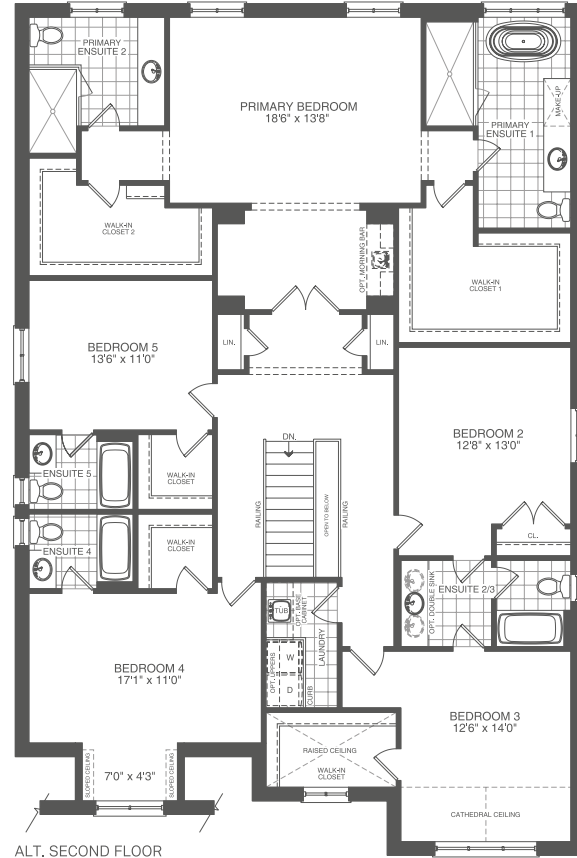 PRIMARY
ENSUITE 2
PRIMARY BEDROOM
18'6" x 13'8"
MAKE-UP
PRIMARY
ENSUITE 1
WALK-IN
CLOSET 2
OPT. MORNING BAR
WALK-IN
CLOSET 1
LIN.
LIN.
BEDROOM 5
13'6" x 11'0"
BEDROOM 2
12'8" x 13'0"
DN.
ENSUITE 5
WALK-IN
CLOSET
RAILING
OPEN TO BELOW
RAILING
CL.
ENSUITE 4
WALK-IN
CLOSET
OPT. DOUBLE SINK
ENSUITE 2/3
TUB
OPT. BASE
CABINET
LAUNDRY
OPT. UPPERS
W
D
CURB
BEDROOM 4
17'1" x 11'0"
BEDROOM 3
12'6" x 14'0"
SLOPED CEILING
7'0" x 4'3"
SLOPED CEILING
RAISED CEILING
WALK-IN
CLOSET
CATHEDRAL CEILING
ALT. SECOND FLOOR